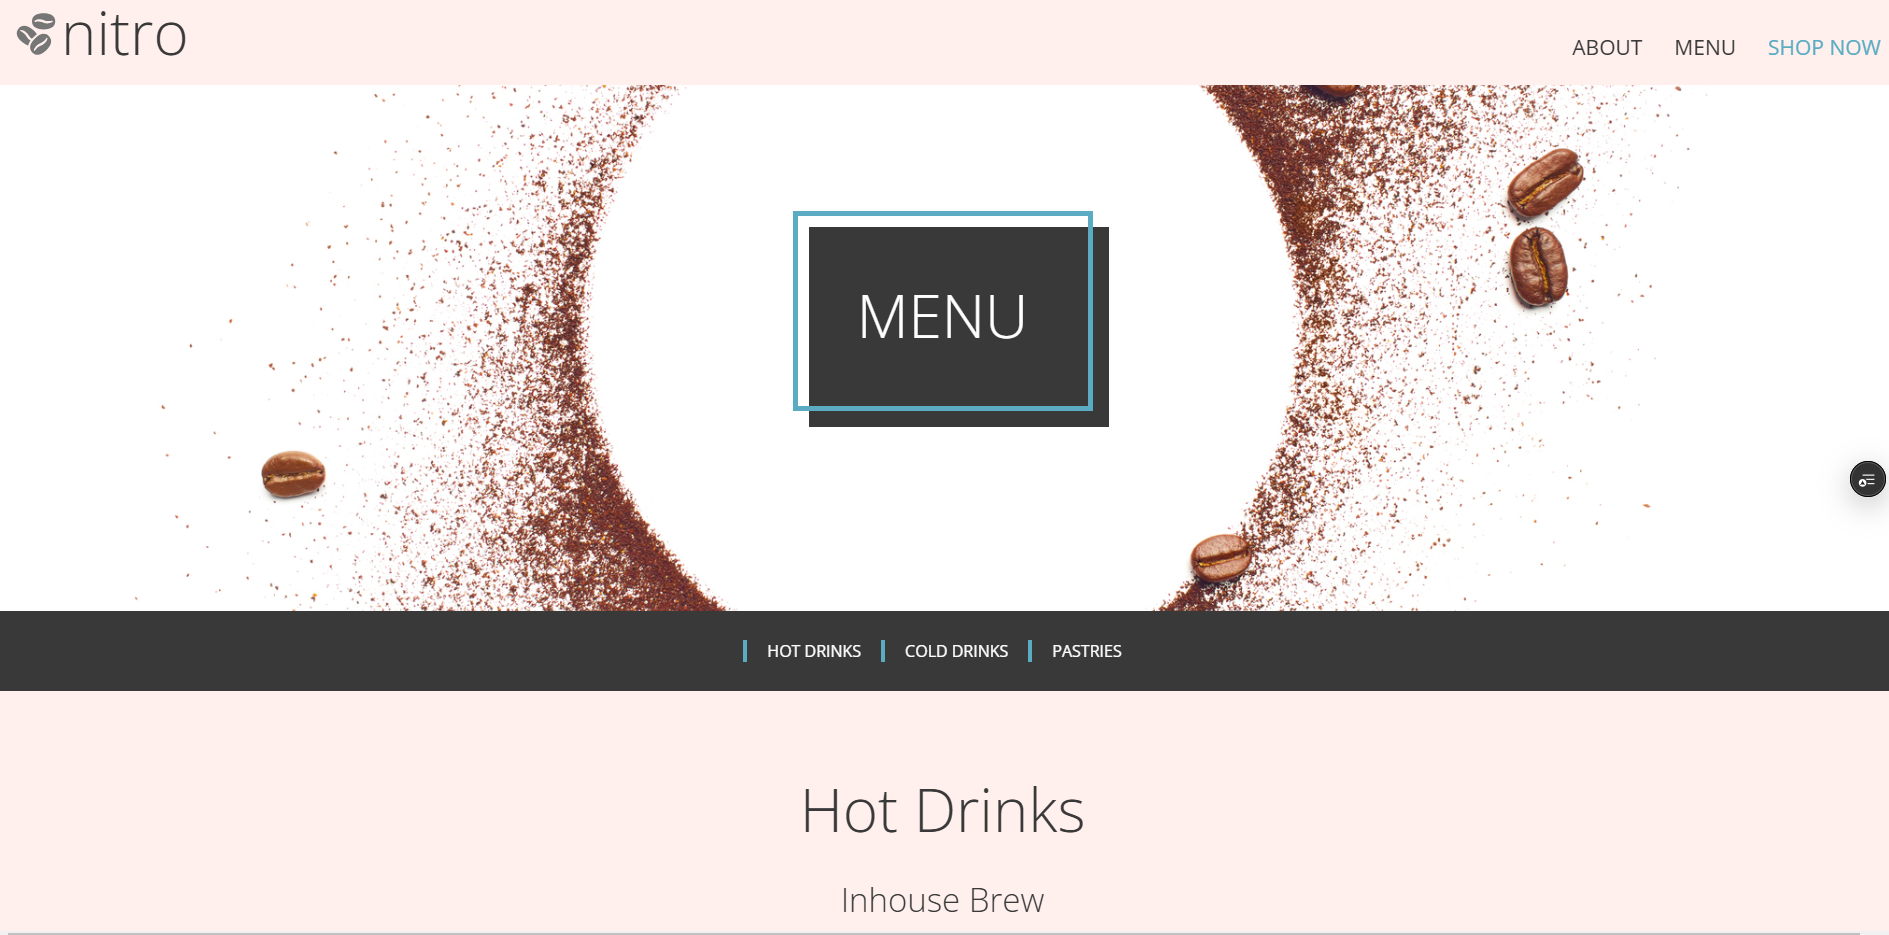 nitro
ABOUT MENU SHOP NOW
MENU
HOT DRINKS COLD DRINKS PASTRIES
Hot Drinks
Inhouse Brew